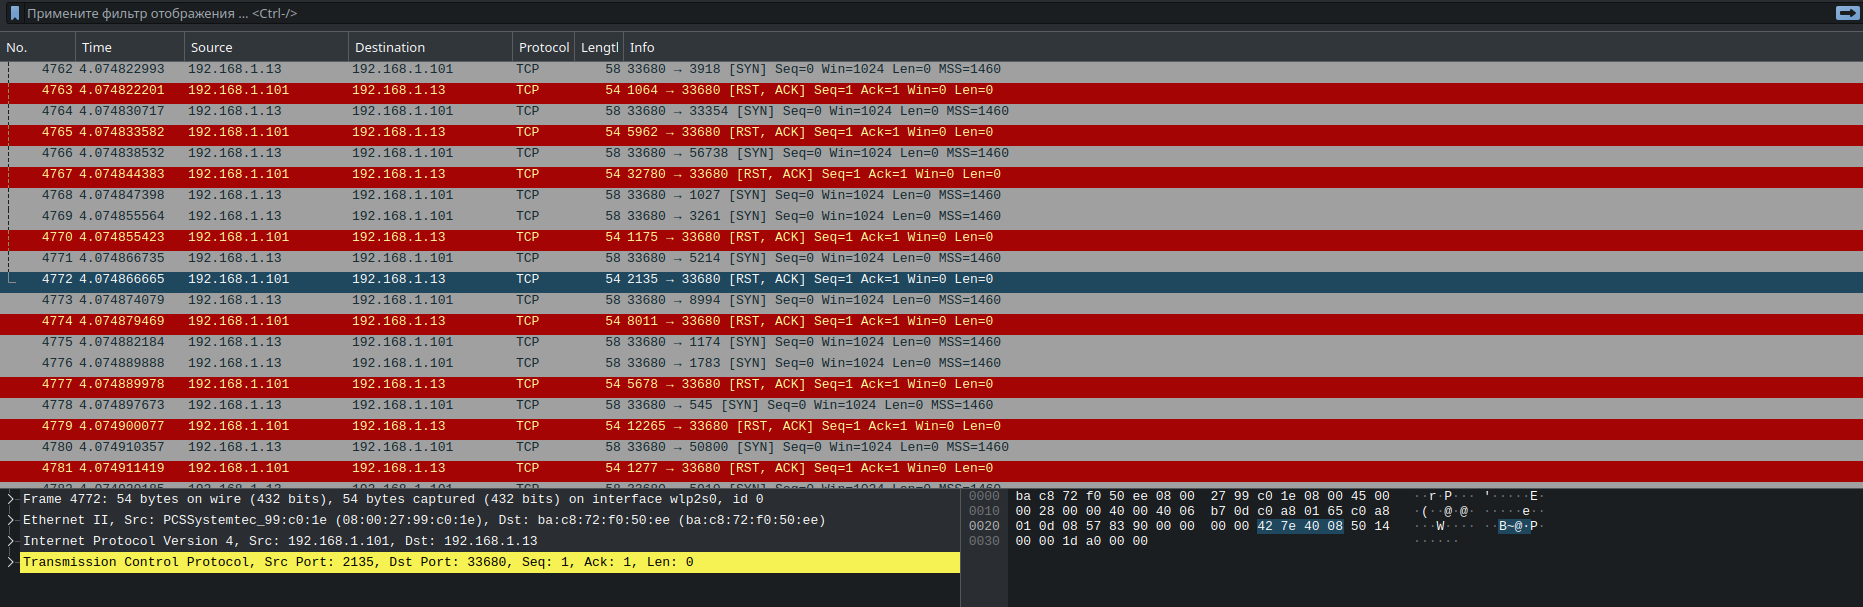 Примените фильтр отображения ... <Ctrl-/>
No. Time Source Destination Protocol Lengtl Info
4762 4.074822993 192.168.1.13 192.168.1.101 TCP 58 33680 → 3918 [SYN] Seq=0 Win=1024 Len=0 MSS=1460
4763 4.074822201 192.168.1.101 192.168.1.13 TCP 54 1064 → 33680 [RST, ACK] Seq=1 Ack=1 Win=0 Len=0
4764 4.074830717 192.168.1.13 192.168.1.101 TCP 58 33680 → 33354 [SYN] Seq=0 Win=1024 Len=0 MSS=1460
4765 4.074833582 192.168.1.101 192.168.1.13 TCP 54 5962 → 33680 [RST, ACK] Seq=1 Ack=1 Win=0 Len=0
4766 4.074838532 192.168.1.13 192.168.1.101 TCP 58 33680 → 56738 [SYN] Seq=0 Win=1024 Len=0 MSS=1460
4767 4.074844383 192.168.1.101 192.168.1.13 TCP 54 32780 → 33680 [RST, ACK] Seq=1 Ack=1 Win=0 Len=0
4768 4.074847398 192.168.1.13 192.168.1.101 TCP 58 33680 → 1027 [SYN] Seq=0 Win=1024 Len=0 MSS=1460
4769 4.074855564 192.168.1.13 192.168.1.101 TCP 58 33680 → 3261 [SYN] Seq=0 Win=1024 Len=0 MSS=1460
4770 4.074855423 192.168.1.101 192.168.1.13 TCP 54 1175 → 33680 [RST, ACK] Seq=1 Ack=1 Win=0 Len=0
4771 4.074866735 192.168.1.13 192.168.1.101 TCP 58 33680 → 5214 [SYN] Seq=0 Win=1024 Len=0 MSS=1460
4772 4.074866665 192.168.1.101 192.168.1.13 TCP 54 2135 → 33680 [RST, ACK] Seq=1 Ack=1 Win=0 Len=0
4773 4.074874079 192.168.1.13 192.168.1.101 TCP 58 33680 → 8994 [SYN] Seq=0 Win=1024 Len=0 MSS=1460
4774 4.074879469 192.168.1.101 192.168.1.13 TCP 54 8011 → 33680 [RST, ACK] Seq=1 Ack=1 Win=0 Len=0
4775 4.074882184 192.168.1.13 192.168.1.101 TCP 58 33680 → 1174 [SYN] Seq=0 Win=1024 Len=0 MSS=1460
4776 4.074889888 192.168.1.13 192.168.1.101 TCP 58 33680 → 1783 [SYN] Seq=0 Win=1024 Len=0 MSS=1460
4777 4.074889978 192.168.1.101 192.168.1.13 TCP 54 5678 → 33680 [RST, ACK] Seq=1 Ack=1 Win=0 Len=0
4778 4.074897673 192.168.1.13 192.168.1.101 TCP 58 33680 → 545 [SYN] Seq=0 Win=1024 Len=0 MSS=1460
4779 4.074900077 192.168.1.101 192.168.1.13 TCP 54 12265 → 33680 [RST, ACK] Seq=1 Ack=1 Win=0 Len=0
4780 4.074910357 192.168.1.13 192.168.1.101 TCP 58 33680 → 50800 [SYN] Seq=0 Win=1024 Len=0 MSS=1460
4781 4.074911419 192.168.1.101 192.168.1.13 TCP 54 1277 → 33680 [RST, ACK] Seq=1 Ack=1 Win=0 Len=0
Frame 4772: 54 bytes on wire (432 bits), 54 bytes captured (432 bits) on interface wlp2s0, id 0
Ethernet II, Src: PCSSystemtec_99:c0:1e (08:00:27:99:c0:1e), Dst: ba:c8:72:f0:50:ee (ba:c8:72:f0:50:ee)
Internet Protocol Version 4, Src: 192.168.1.101, Dst: 192.168.1.13
Transmission Control Protocol, Src Port: 2135, Dst Port: 33680, Seq: 1, Ack: 1, Len: 0
0000 ba c8 72 f0 50 ee 08 00 27 99 c0 1e 08 00 45 00 ··r·P··· '·····E·
0010 00 28 00 00 40 00 40 06 b7 0d c0 a8 01 65 c0 a8 ·(··@·@· ·····e··
0020 01 0d 08 57 83 90 00 00 00 00 42 7e 40 08 50 14 ···W···· ··B~@·P·
0030 00 00 1d a0 00 00 ······